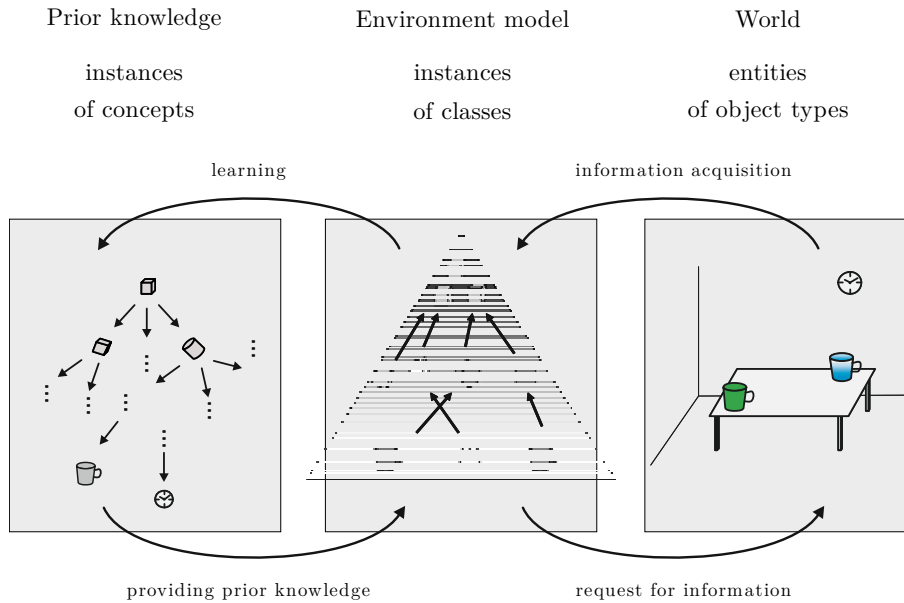 Prior knowledge
Environment model
World
instances
of concepts
instances
of classes
entities
of object types
learning
information acquisition
providing prior knowledge
request for information